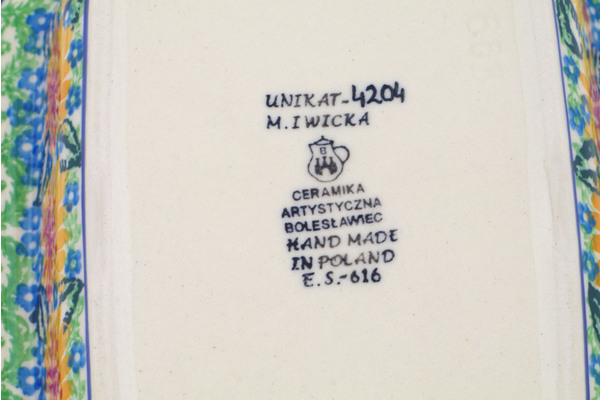 UNIKAT-4204
M.IWICKA
B
CERAMIKA
ARTYSTYCZNA
BOLESŁAWIEC
HAND MADE
IN POLAND
E.S.-616